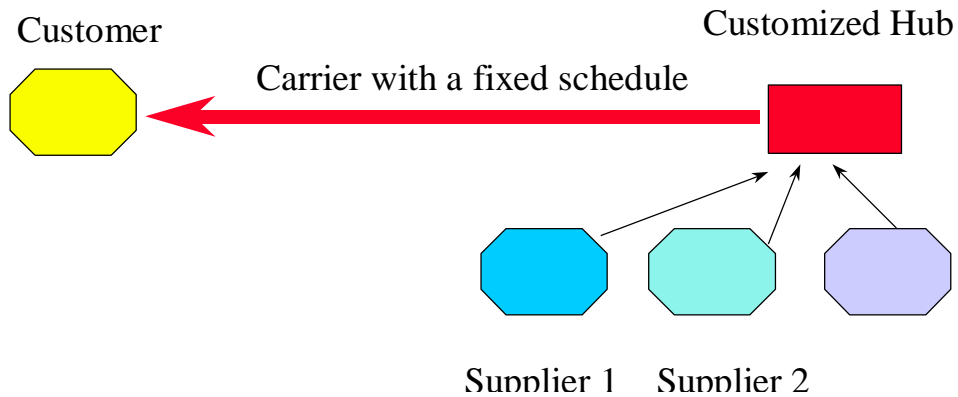 Customer
Customized Hub
Carrier with a fixed schedule
Supplier 1
Supplier 2